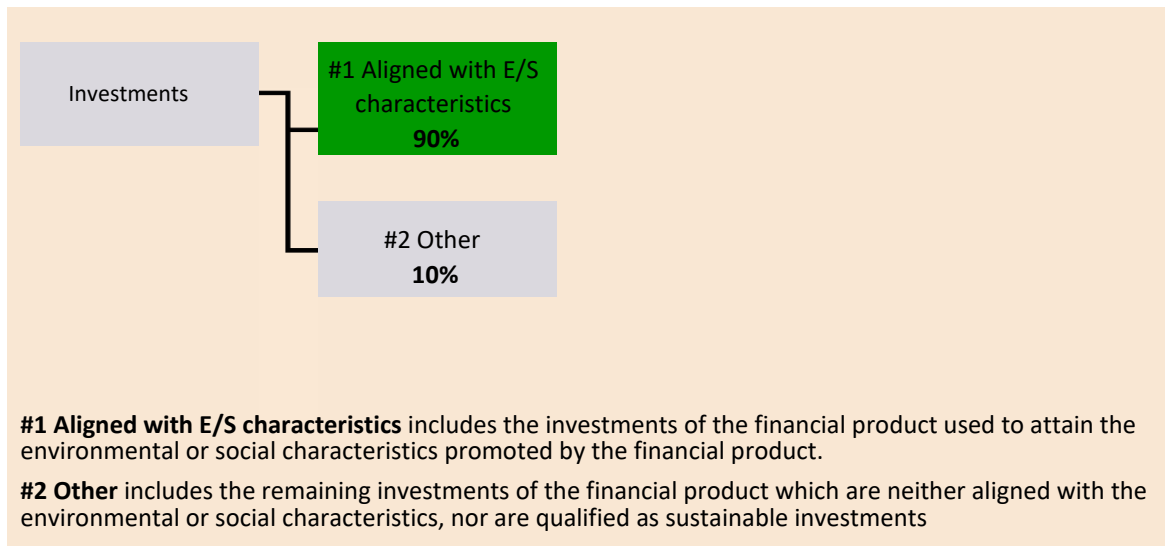 Investments
#1 Aligned with E/S
characteristics
90%
#2 Other
10%
#1 Aligned with E/S characteristics includes the investments of the financial product used to attain the
environmental or social characteristics promoted by the financial product.
#2 Other includes the remaining investments of the financial product which are neither aligned with the
environmental or social characteristics, nor are qualified as sustainable investments